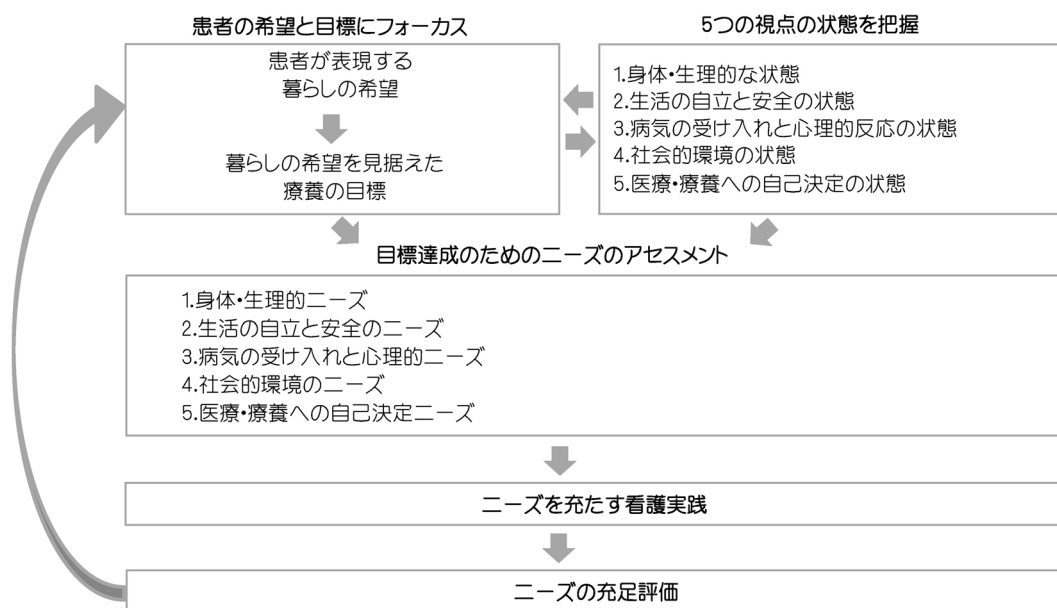 患者の希望と目標にフォーカス
患者が表現する
暮らしの希望
暮らしの希望を見据えた
療養の目標
5つの視点の状態を把握
1.身体・生理的な状態
2.生活の自立と安全の状態
3.病気の受け入れと心理的反応の状態
4.社会的環境の状態
5.医療・療養への自己決定の状態
目標達成のためのニーズのアセスメント
1.身体・生理的ニーズ
2.生活の自立と安全のニーズ
3.病気の受け入れと心理的ニーズ
4.社会的環境のニーズ
5.医療・療養への自己決定ニーズ
ニーズを充たす看護実践
ニーズの充足評価